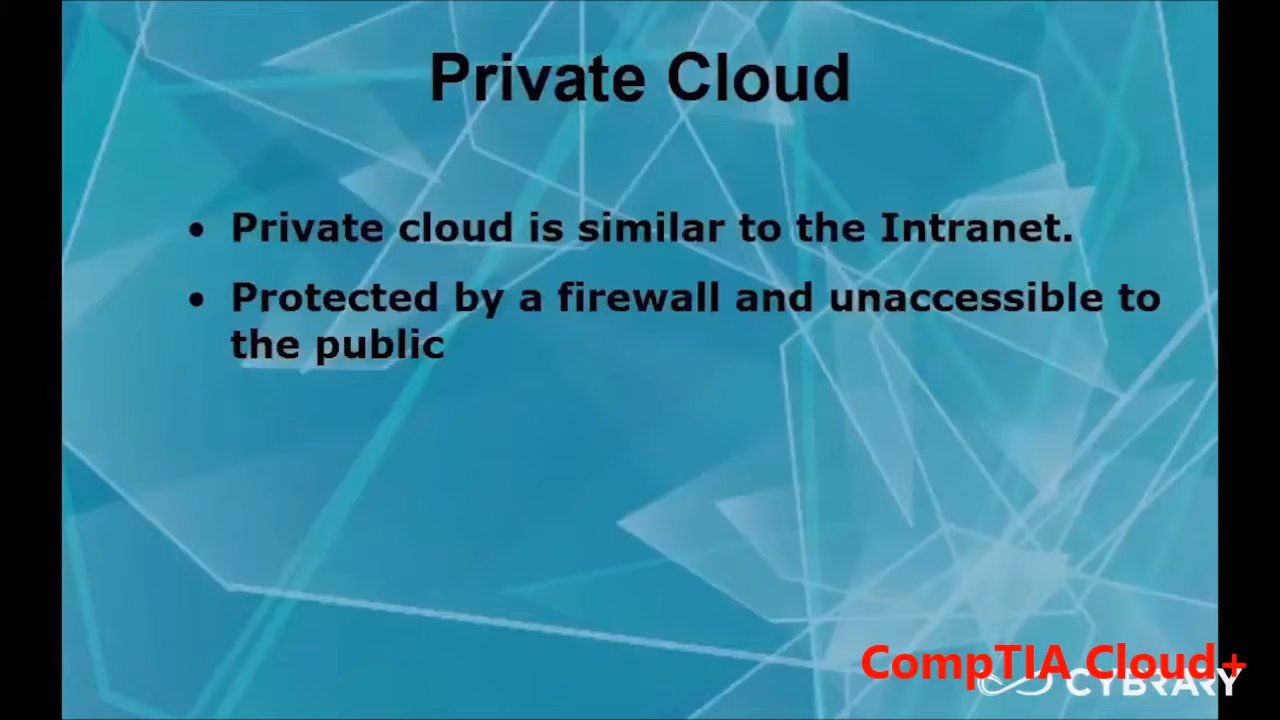 Private Cloud
• Private cloud is similar to the Intranet.
• Protected by a firewall and unaccessible to
the public
CompTIA Cloud+
CYBRARY